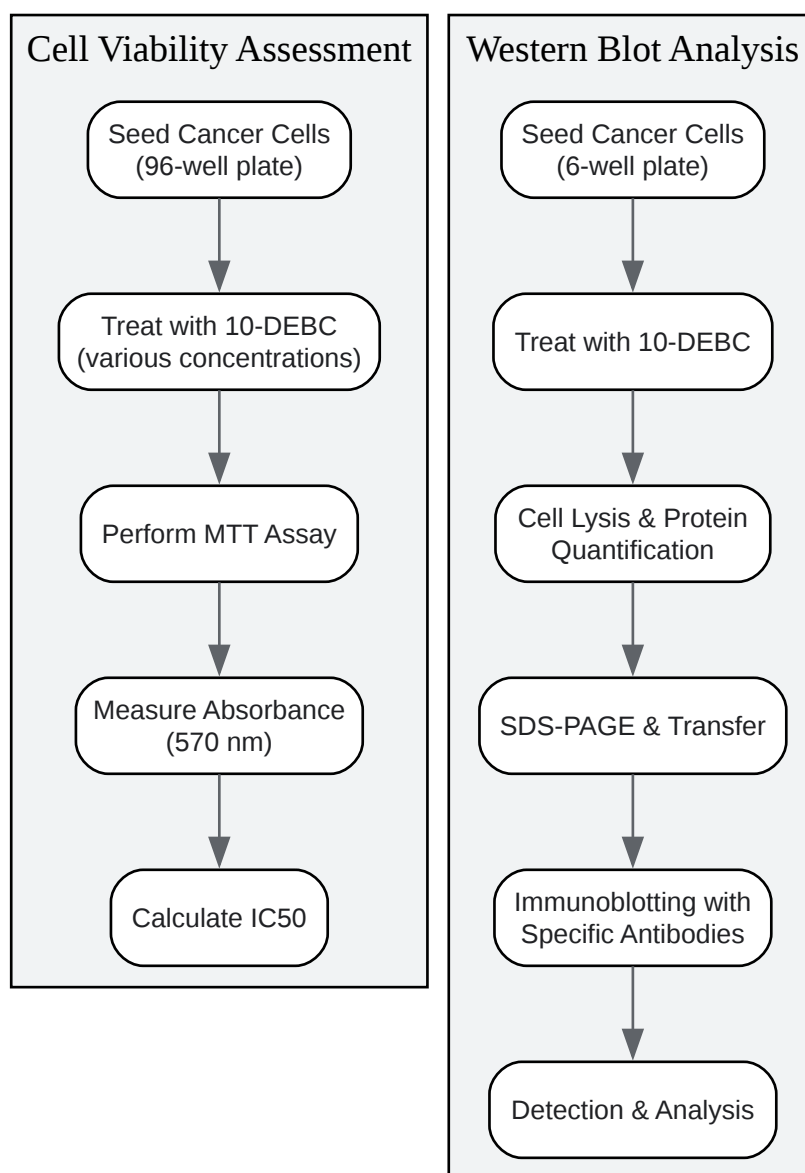 Cell Viability Assessment
Seed Cancer Cells
(96-well plate)
Treat with 10-DEBC
(various concentrations)
Perform MTT Assay
Measure Absorbance
(570 nm)
Calculate IC50
Western Blot Analysis
Seed Cancer Cells
(6-well plate)
Treat with 10-DEBC
Cell Lysis & Protein
Quantification
SDS-PAGE & Transfer
Immunoblotting with
Specific Antibodies
Detection & Analysis